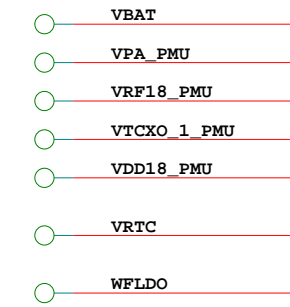 VBAT
VPA_PMU
VRF18_PMU
VTCXO_1_PMU
VDD18_PMU
VRTC
WFLDO